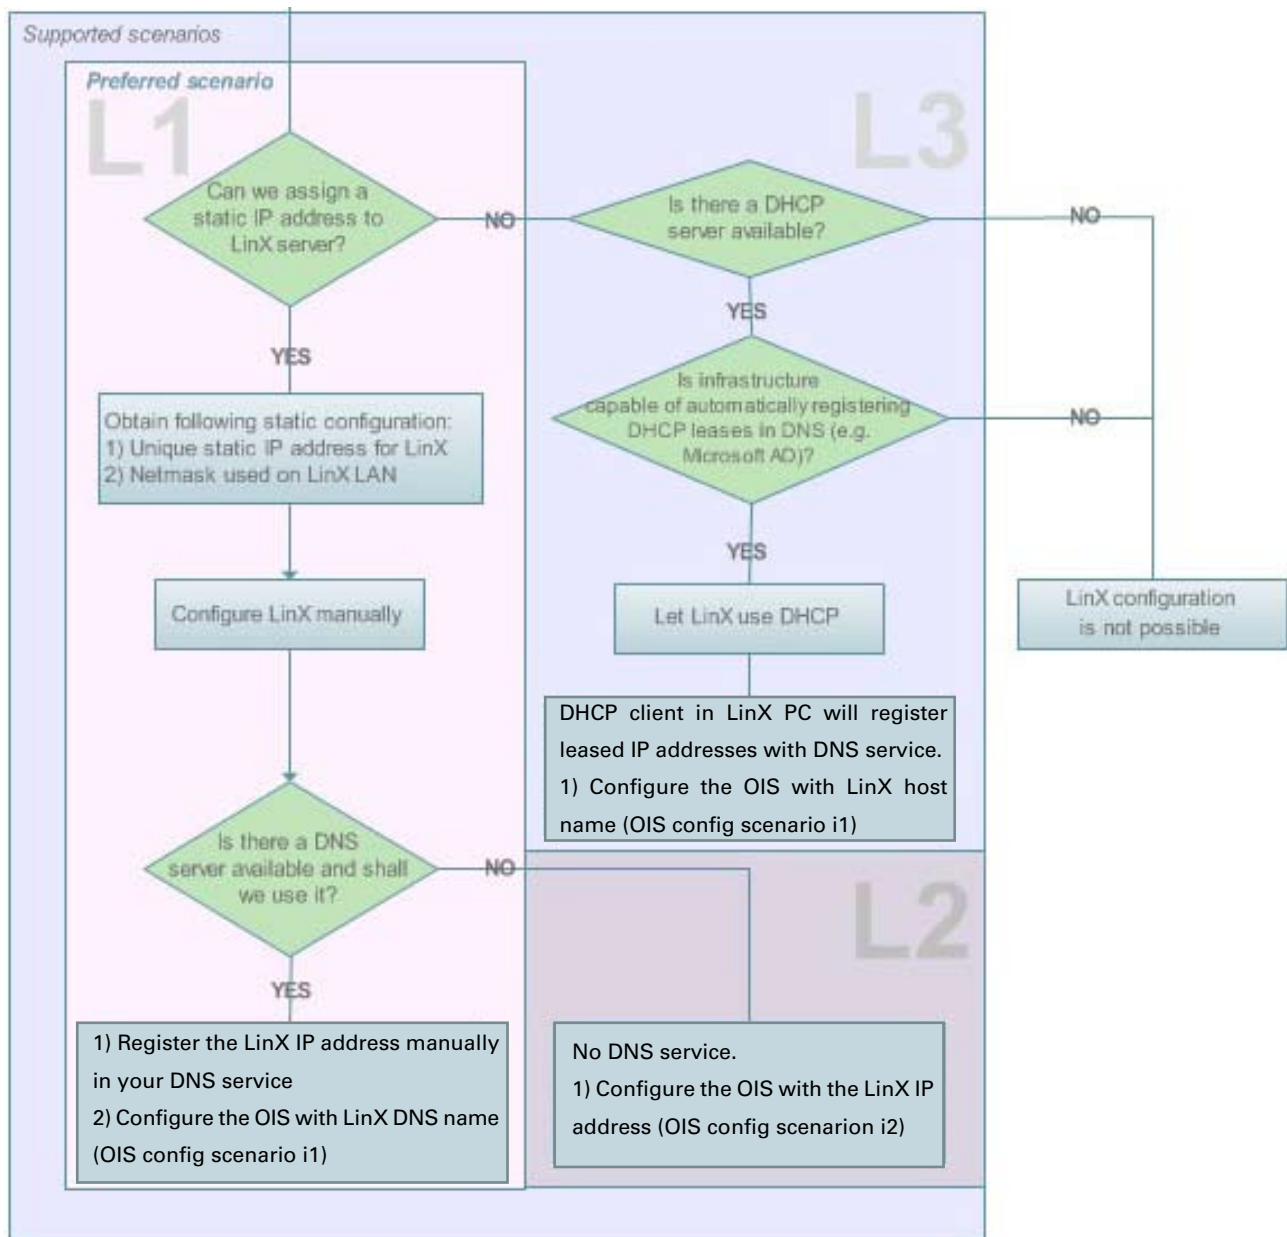 Supported scenarios
Preferred scenario
L1
L3
Can we assign a
static IP address to
LinX server?
NO
Is there a DHCP
server available?
NO
YES
YES
Is infrastructure
capable of automatically registering
DHCP leases in DNS (e.g.
Microsoft AD)?
NO
Obtain following static configuration:
1) Unique static IP address for LinX
2) Netmask used on LinX LAN
YES
Configure LinX manually
Let LinX use DHCP
LinX configuration
is not possible
DHCP client in LinX PC will register
leased IP addresses with DNS service.
1) Configure the OIS with LinX host
name (OIS config scenario i1)
Is there a DNS
server available and shall
we use it?
NO
L2
YES
1) Register the LinX IP address manually
in your DNS service
2) Configure the OIS with LinX DNS name
(OIS config scenario i1)
No DNS service.
1) Configure the OIS with the LinX IP
address (OIS config scenarion i2)